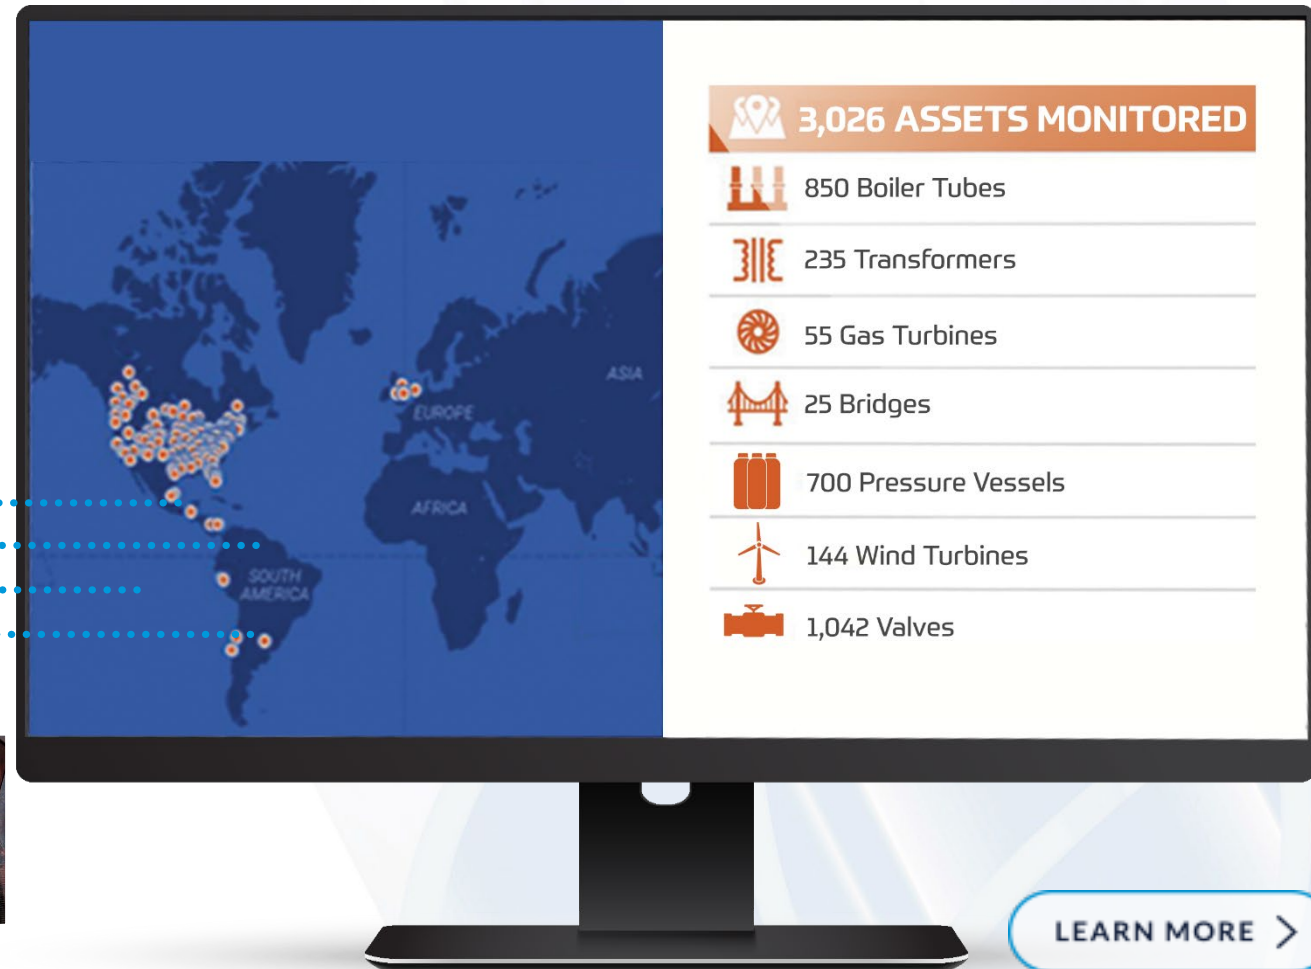 3,026 ASSETS MONITORED
850 Boiler Tubes
235 Transformers
55 Gas Turbines
25 Bridges
700 Pressure Vessels
144 Wind Turbines
1,042 Valves
ASIA
EUROPE
AFRICA
SOUTH
AMERICA
LEARN MORE